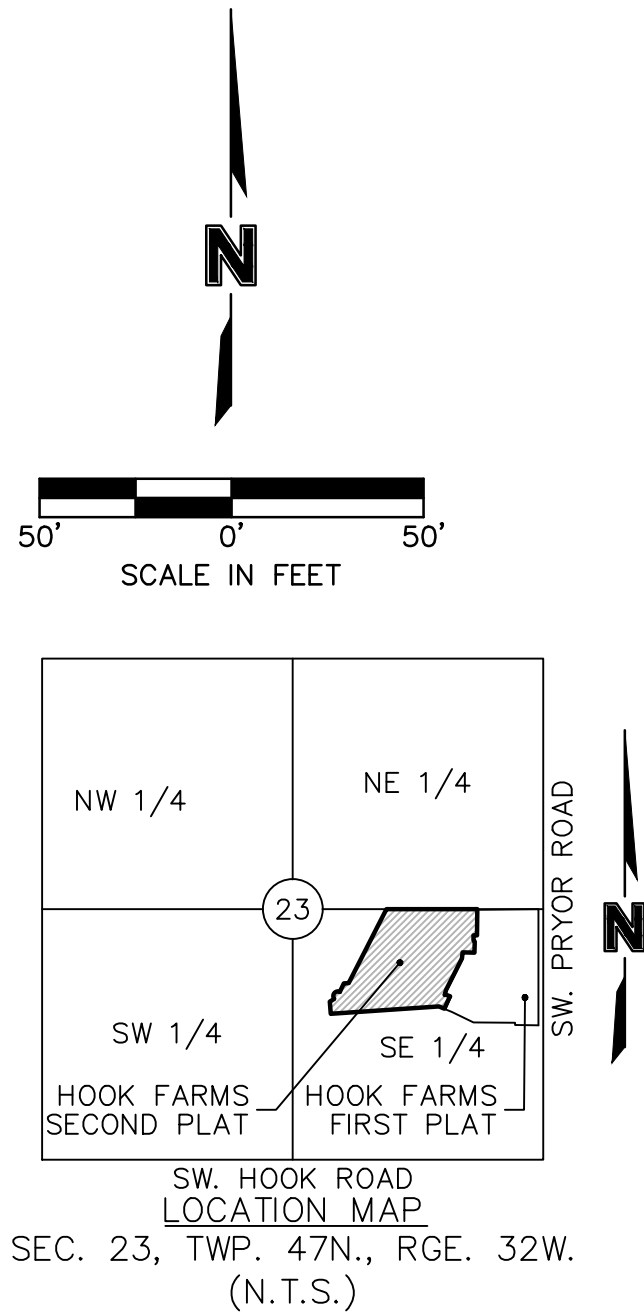 N
50' 0' 50'
SCALE IN FEET
NW 1/4
NE 1/4
SW. PRYOR ROAD
N
23
SW 1/4
SE 1/4
HOOK FARMS
SECOND PLAT
HOOK FARMS
FIRST PLAT
SW. HOOK ROAD
LOCATION MAP
SEC. 23, TWP. 47N., RGE. 32W.
(N.T.S.)